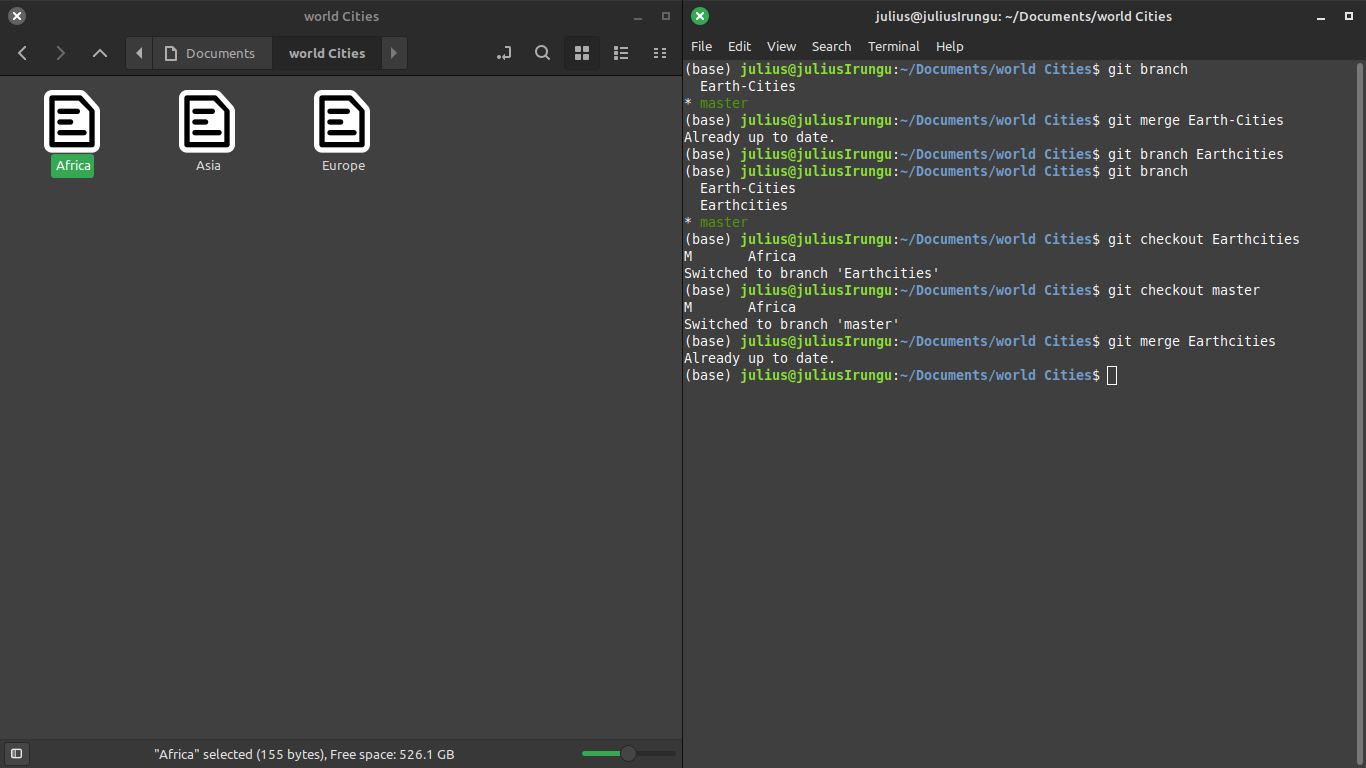 world Cities
Documents
world Cities
Africa
Asia
Europe
"Africa" selected (155 bytes), Free space: 526.1 GB
julius@juliusIrungu: ~/Documents/world Cities
File Edit View Search Terminal Help
(base) julius@juliusIrungu:~/Documents/world Cities$ git branch
  Earth-Cities
* master
(base) julius@juliusIrungu:~/Documents/world Cities$ git merge Earth-Cities
Already up to date.
(base) julius@juliusIrungu:~/Documents/world Cities$ git branch Earthcities
(base) julius@juliusIrungu:~/Documents/world Cities$ git branch
  Earth-Cities
  Earthcities
* master
(base) julius@juliusIrungu:~/Documents/world Cities$ git checkout Earthcities
M       Africa
Switched to branch 'Earthcities'
(base) julius@juliusIrungu:~/Documents/world Cities$ git checkout master
M       Africa
Switched to branch 'master'
(base) julius@juliusIrungu:~/Documents/world Cities$ git merge Earthcities
Already up to date.
(base) julius@juliusIrungu:~/Documents/world Cities$